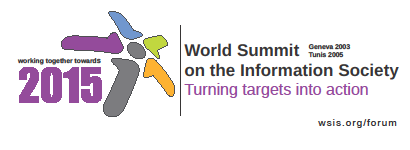 working together towards
2015
World Summit Geneva 2003
Tunis 2005
on the Information Society
Turning targets into action
wsis.org/forum